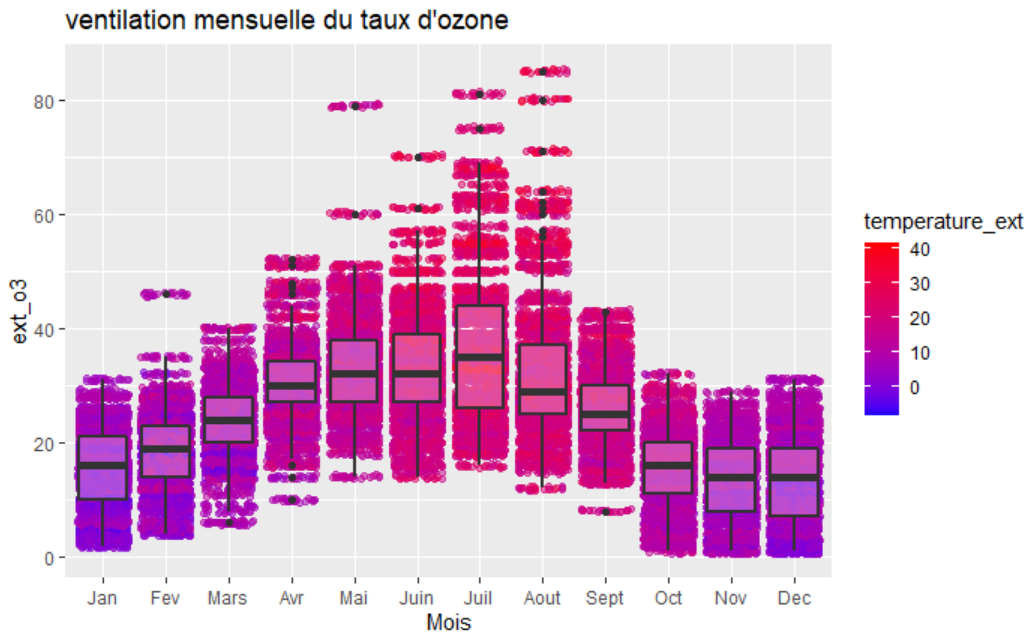 ventilation mensuelle du taux d'ozone
ext_o3
80
60
40
20
0
Jan Fev Mars Avr Mai Juin Juil Aout Sept Oct Nov Dec
Mois
temperature_ext
40
30
20
10
0